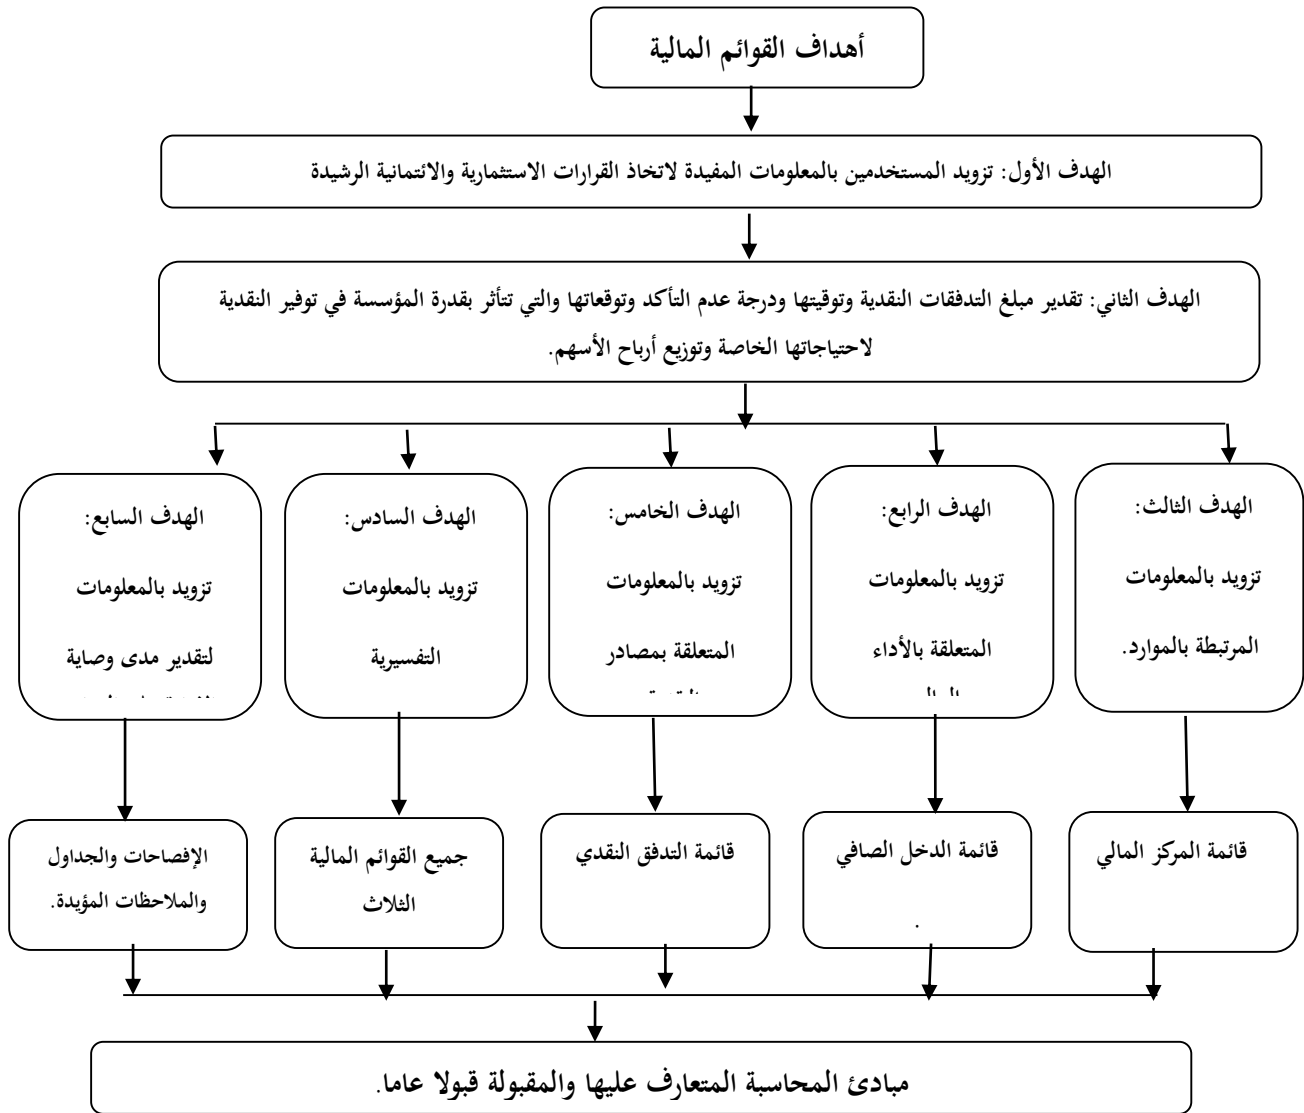 أهداف القوائم المالية
الهدف الأول: تزويد المستخدمين بالمعلومات المفيدة لاتخاذ القرارات الاستثمارية والائتمانية الرشيدة
الهدف الثاني: تقدير مبلغ التدفقات النقدية وتوقيتها ودرجة عدم التأكد وتوقعاتها والتي تتأثر بقدرة المؤسسة في توفير النقدية
لاحتياجاتها الخاصة وتوزيع أرباح الأسهم.
الهدف الثالث:
تزويد بالمعلومات
المرتبطة بالموارد.
الهدف الرابع:
تزويد بالمعلومات
المتعلقة بالأداء
الهدف الخامس:
تزويد بالمعلومات
المتعلقة بمصادر
الهدف السادس:
تزويد بالمعلومات
التفسيرية
الهدف السابع:
تزويد بالمعلومات
لتقدير مدى وصاية
قائمة المركز المالي
قائمة الدخل الصافي
.
قائمة التدفق النقدي
جميع القوائم المالية
الثلاث
الإفصاحات والجداول
والملاحظات المؤيدة.
مبادئ المحاسبة المتعارف عليها والمقبولة قبولا عاما.